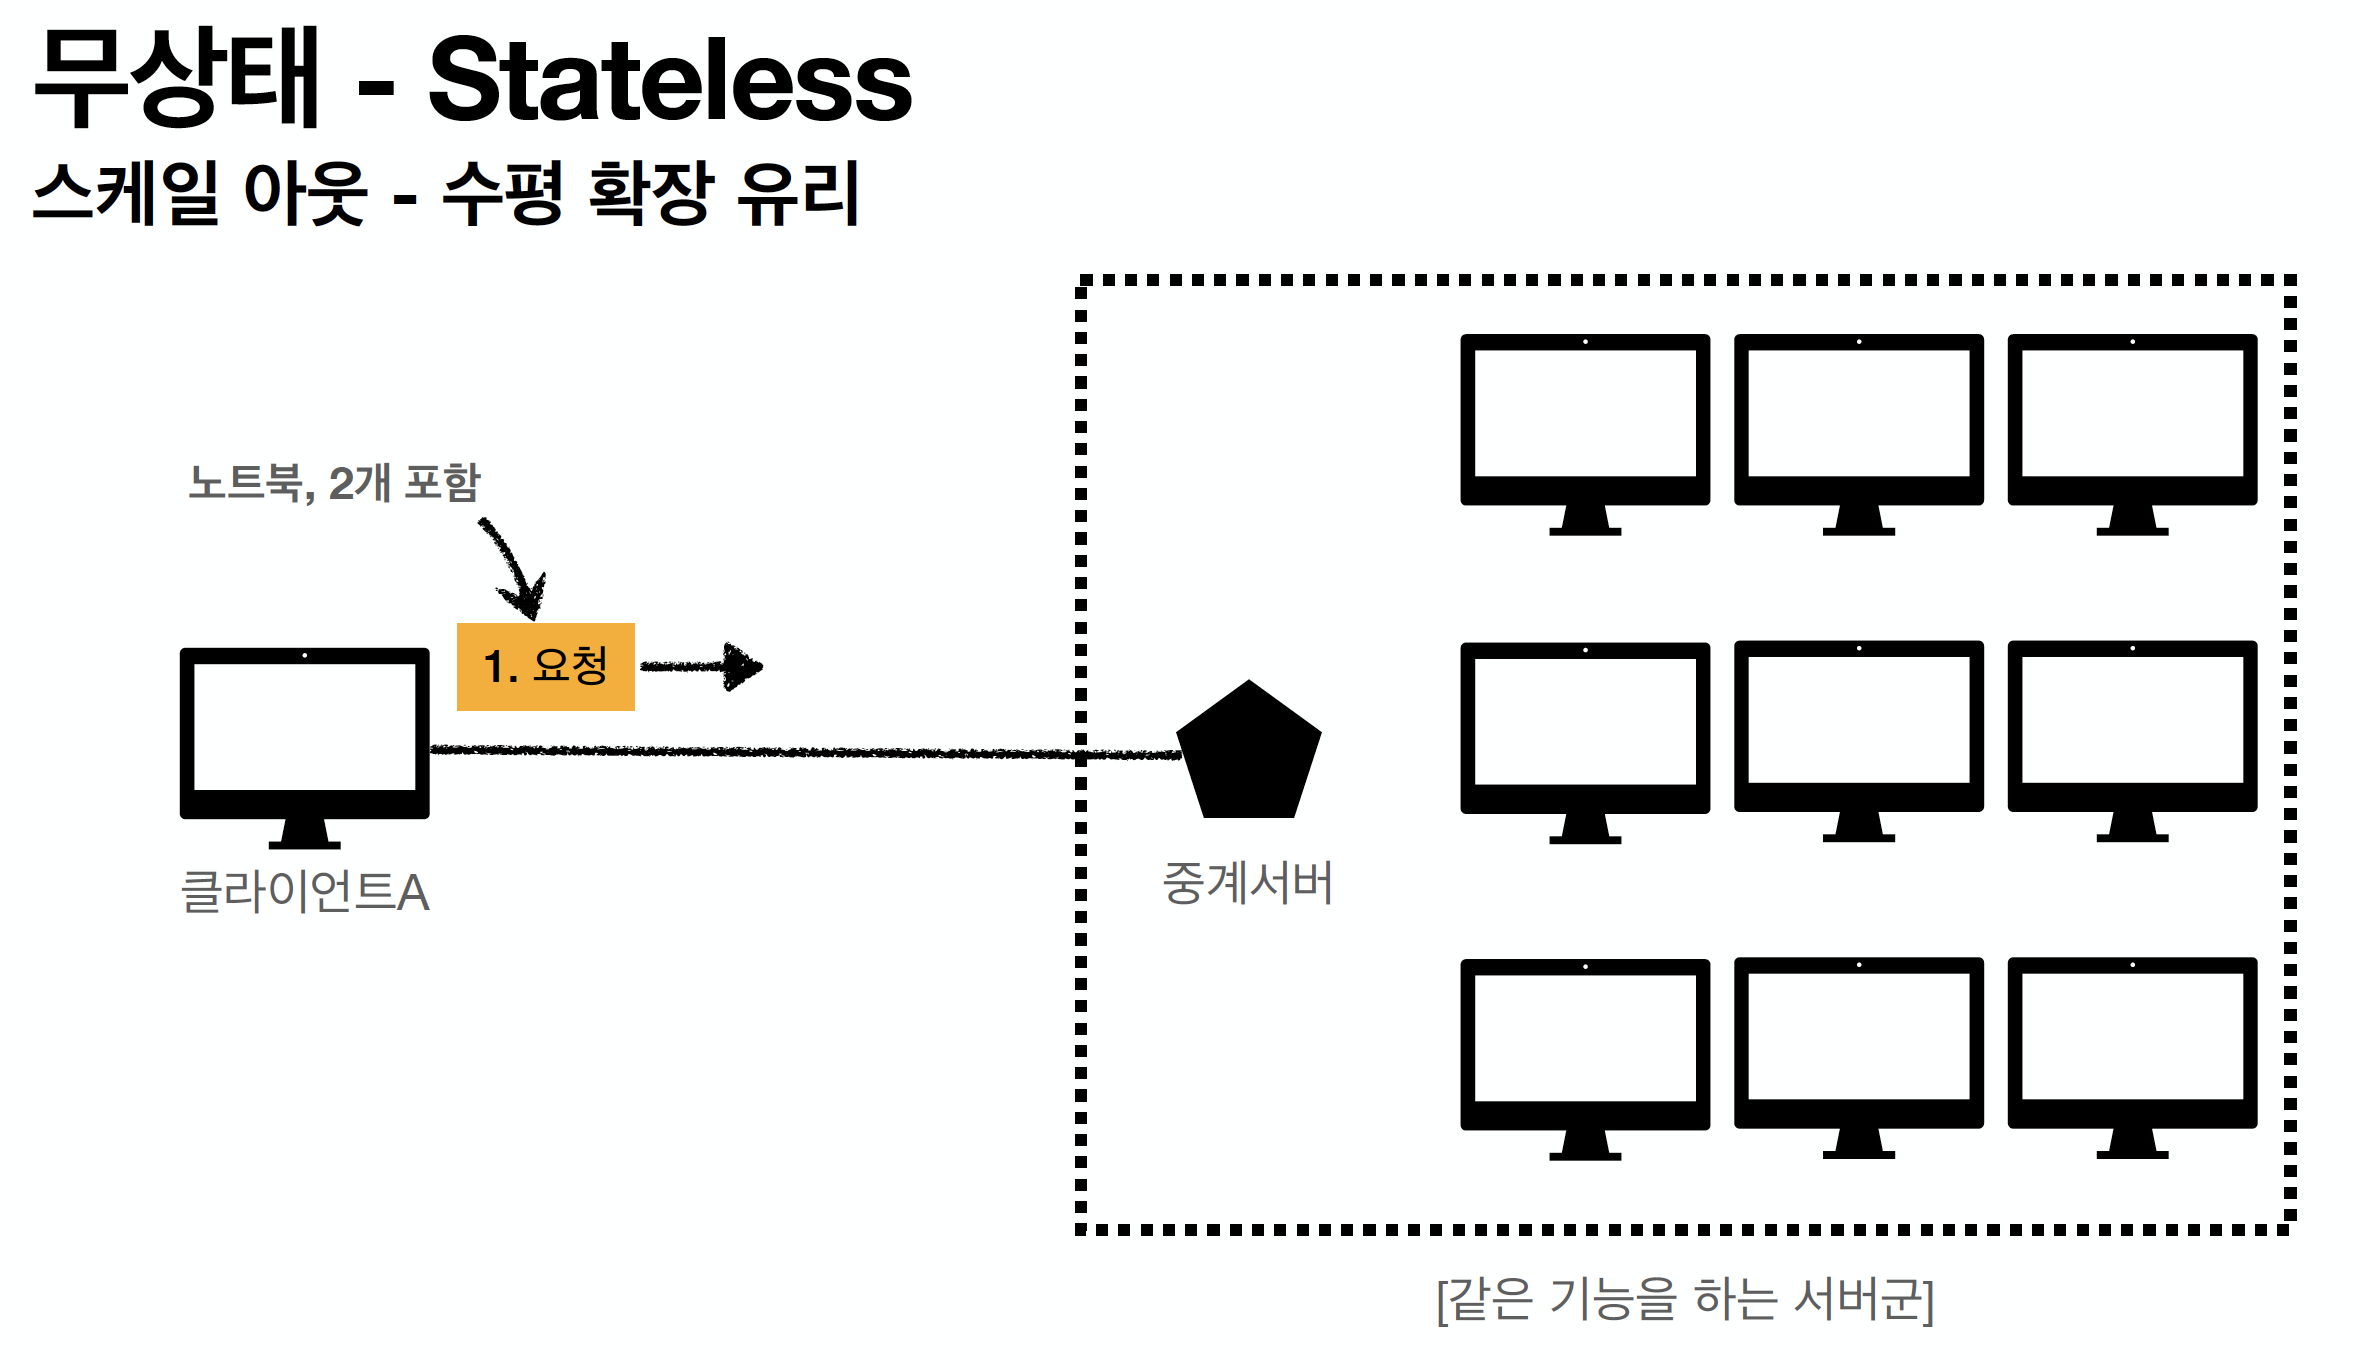 무상태 - Stateless
스케일 아웃 - 수평 확장 유리
노트북, 2개 포함
1. 요청
클라이언트A
중계서버
[같은 기능을 하는 서버군]